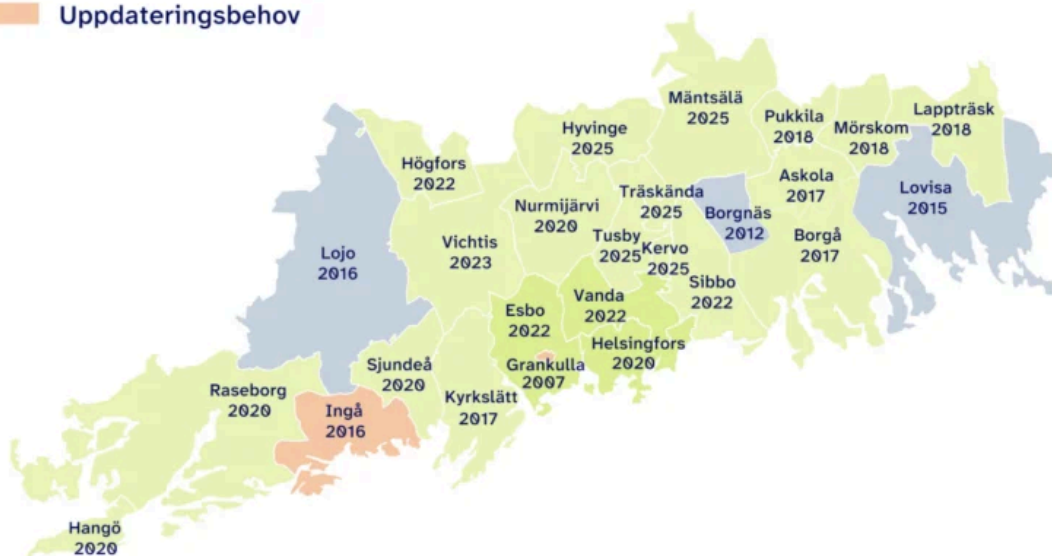 Uppdateringsbehov
Mäntsälä
2025
Pukkila
2018
Mörskom
2018
Lappträsk
2018
Hyvinge
2025
Högfors
2022
Askola
2017
Lovisa
2015
Träskända
2025
Borgnäs
2012
Nurmijärvi
2020
Tusby
2025
Kervo
2025
Borgå
2017
Vichtis
2023
Lojo
2016
Sibbo
2022
Vanda
2022
Esbo
2022
Helsingfors
2020
Grankulla
2007
Sjundeå
2020
Kyrkslätt
2017
Raseborg
2020
Ingå
2016
Hangö
2020